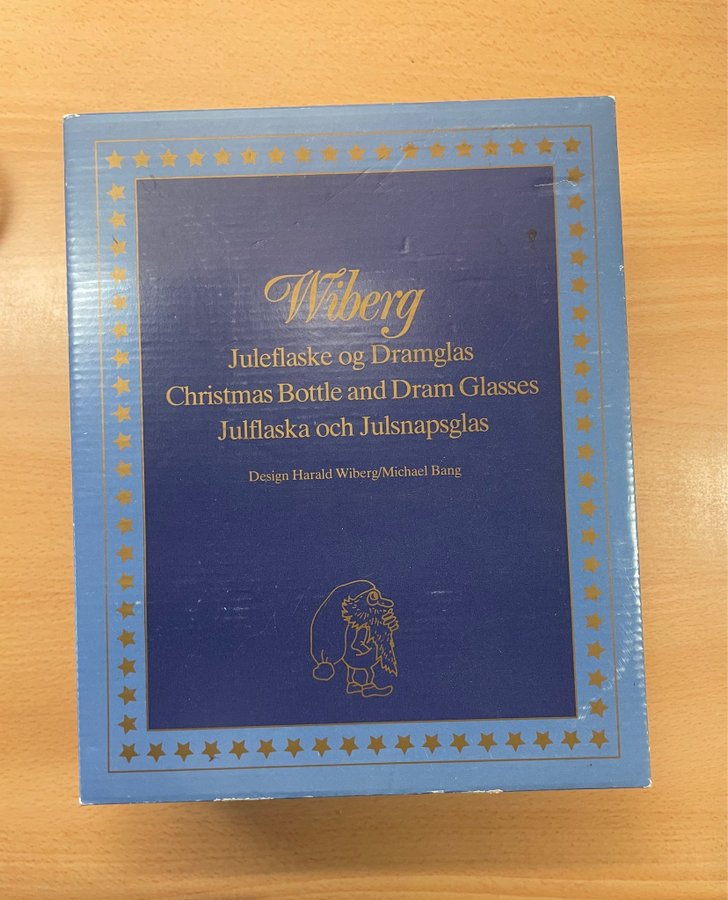 Wiberg
Juleflaske og Dramglas
Christmas Bottle and Dram Glasses
Julflaska och Julsnapsglas
Design Harald Wiberg/Michael Bang